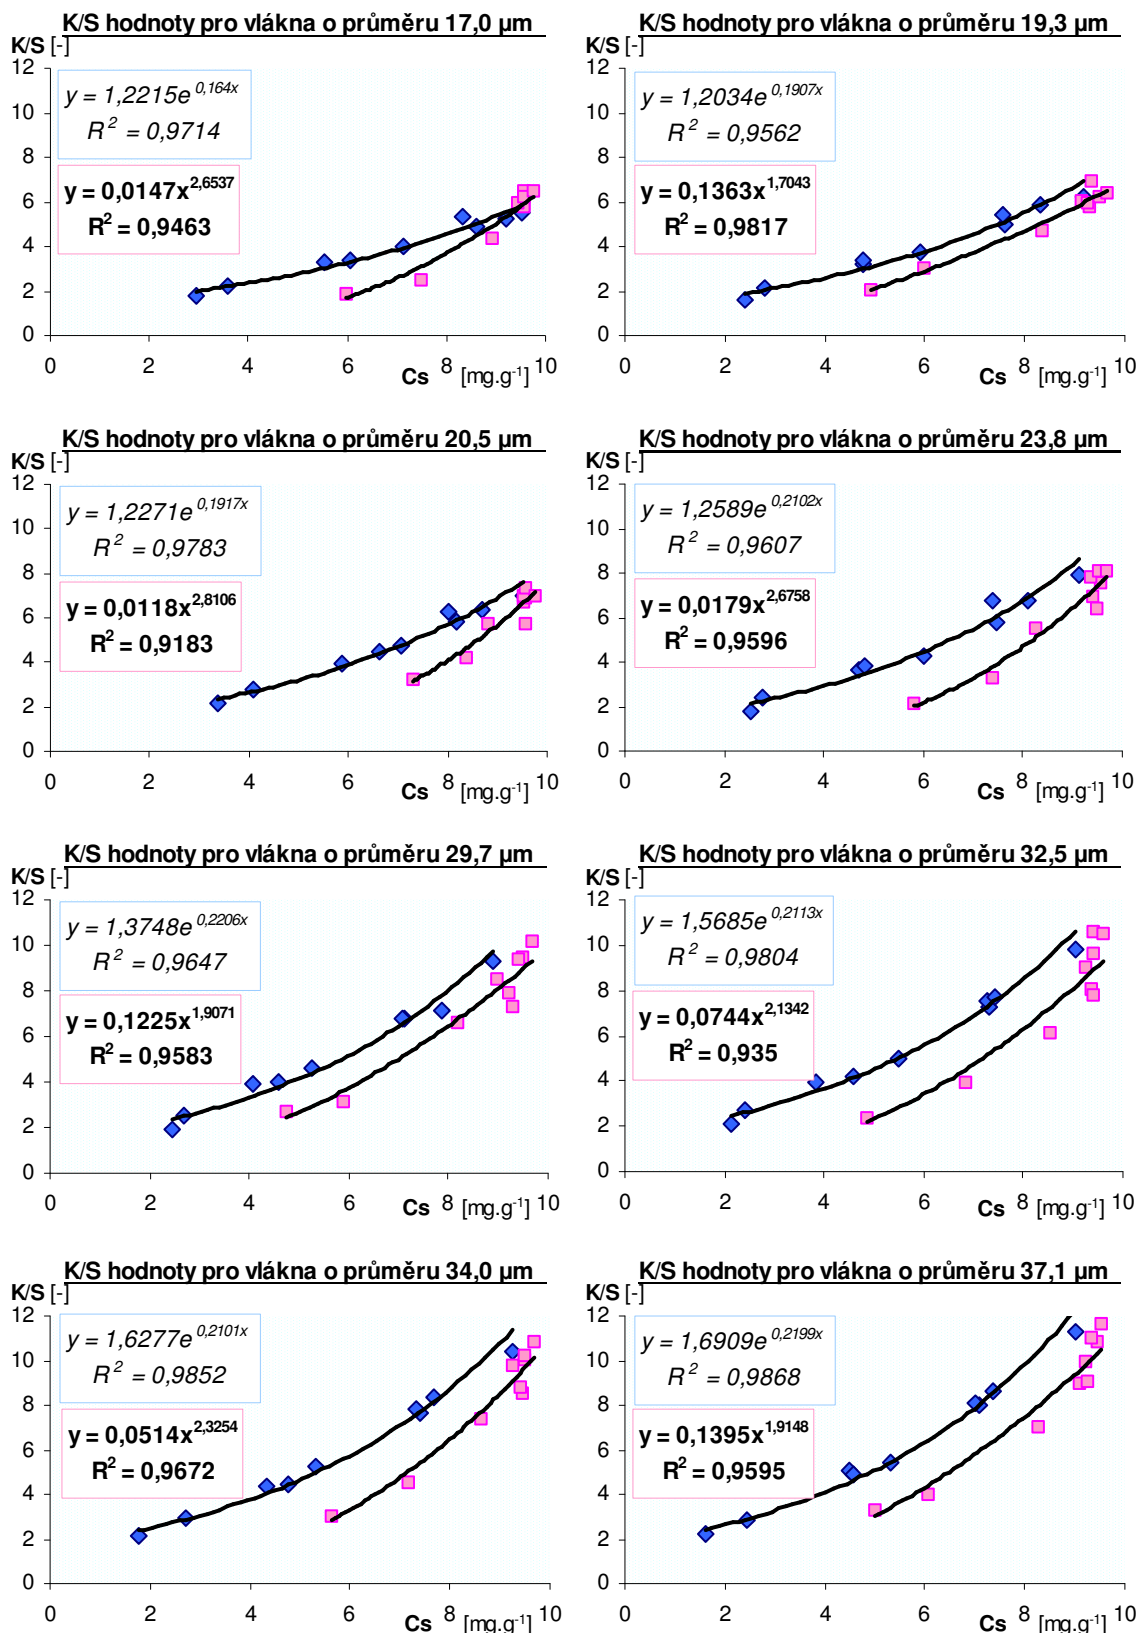 K/S hodnoty pro vlákna o průměru 17,0 µm
K/S [-]
12
10
8
6
4
2
0
y = 1,2215e^0,164x
R² = 0,9714
y = 0,0147x^2,6537
R² = 0,9463
0 2 4 6 8 10
Cs [mg.g⁻¹]
K/S hodnoty pro vlákna o průměru 19,3 µm
K/S [-]
12
10
8
6
4
2
0
y = 1,2034e^0,1907x
R² = 0,9562
y = 0,1363x^1,7043
R² = 0,9817
0 2 4 6 8 10
Cs [mg.g⁻¹]
K/S hodnoty pro vlákna o průměru 20,5 µm
K/S [-]
12
10
8
6
4
2
0
y = 1,2271e^0,1917x
R² = 0,9783
y = 0,0118x^2,8106
R² = 0,9183
0 2 4 6 8 10
Cs [mg.g⁻¹]
K/S hodnoty pro vlákna o průměru 23,8 µm
K/S [-]
12
10
8
6
4
2
0
y = 1,2589e^0,2102x
R² = 0,9607
y = 0,0179x^2,6758
R² = 0,9596
0 2 4 6 8 10
Cs [mg.g⁻¹]
K/S hodnoty pro vlákna o průměru 29,7 µm
K/S [-]
12
10
8
6
4
2
0
y = 1,3748e^0,2206x
R² = 0,9647
y = 0,1225x^1,9071
R² = 0,9583
0 2 4 6 8 10
Cs [mg.g⁻¹]
K/S hodnoty pro vlákna o průměru 32,5 µm
K/S [-]
12
10
8
6
4
2
0
y = 1,5685e^0,2113x
R² = 0,9804
y = 0,0744x^2,1342
R² = 0,935
0 2 4 6 8 10
Cs [mg.g⁻¹]
K/S hodnoty pro vlákna o průměru 34,0 µm
K/S [-]
12
10
8
6
4
2
0
y = 1,6277e^0,2101x
R² = 0,9852
y = 0,0514x^2,3254
R² = 0,9672
0 2 4 6 8 10
Cs [mg.g⁻¹]
K/S hodnoty pro vlákna o průměru 37,1 µm
K/S [-]
12
10
8
6
4
2
0
y = 1,6909e^0,2199x
R² = 0,9868
y = 0,1395x^1,9148
R² = 0,9595
0 2 4 6 8 10
Cs [mg.g⁻¹]